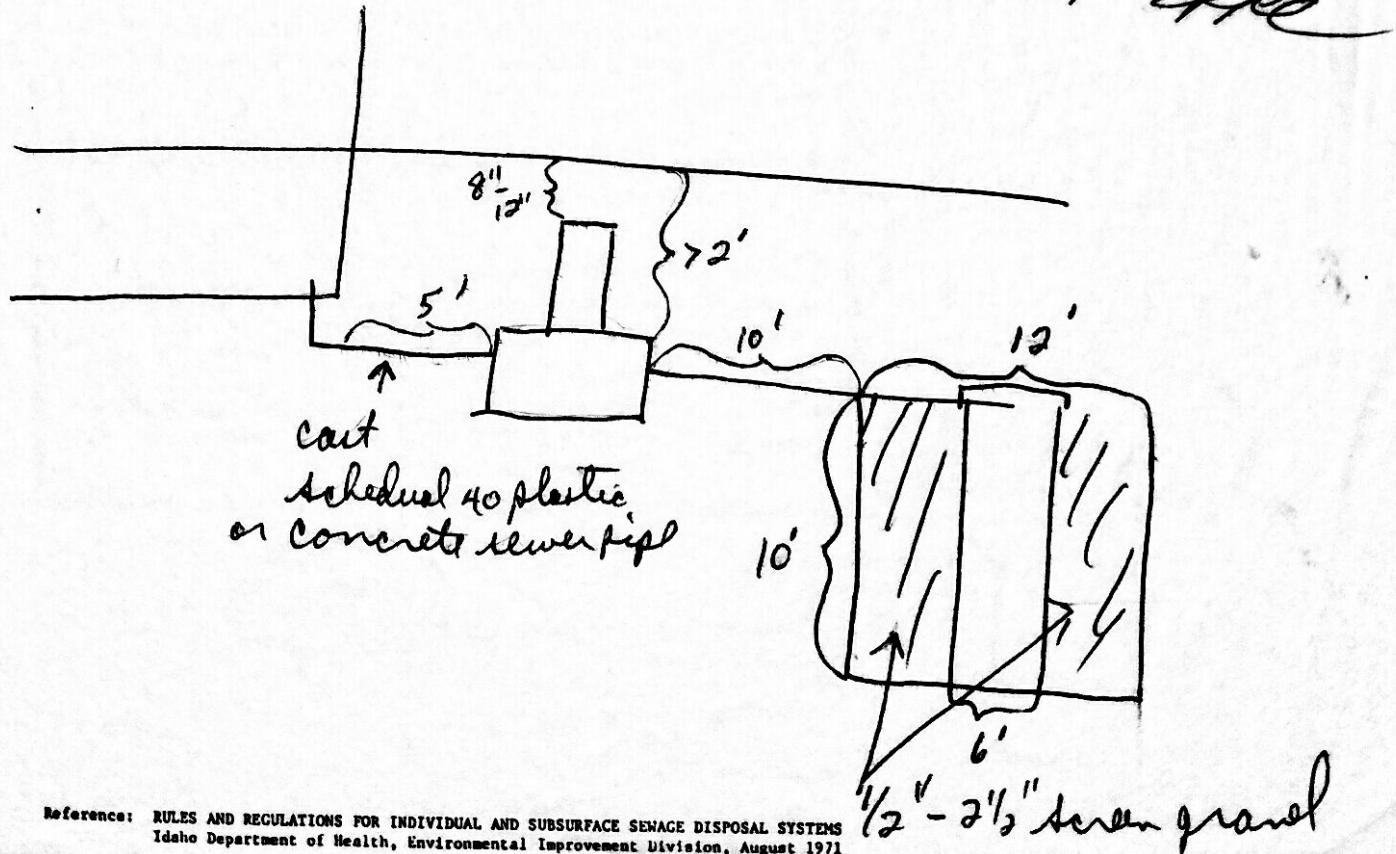 8"-12"
>2'
5'
10'
12'
cast
schedual 40 plastic
or concrete sewer pipe
10'
6'
1/2" - 2 1/2" screen gravel
Reference: RULES AND REGULATIONS FOR INDIVIDUAL AND SUBSURFACE SEWAGE DISPOSAL SYSTEMS
Idaho Department of Health, Environmental Improvement Division, August 1971